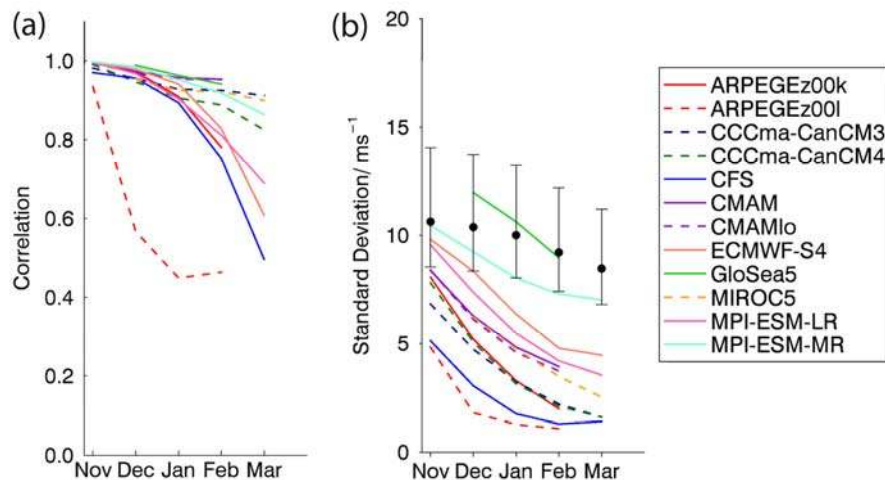 (a)
Correlation
1.0
0.8
0.6
0.4
0.2
0.0
Nov Dec Jan Feb Mar
(b)
Standard Deviation/ ms⁻¹
20
15
10
5
0
Nov Dec Jan Feb Mar
ARPEGEz00k
ARPEGEz00l
CCCma-CanCM3
CCCma-CanCM4
CFS
CMAM
CMAMlo
ECMWF-S4
GloSea5
MIROC5
MPI-ESM-LR
MPI-ESM-MR